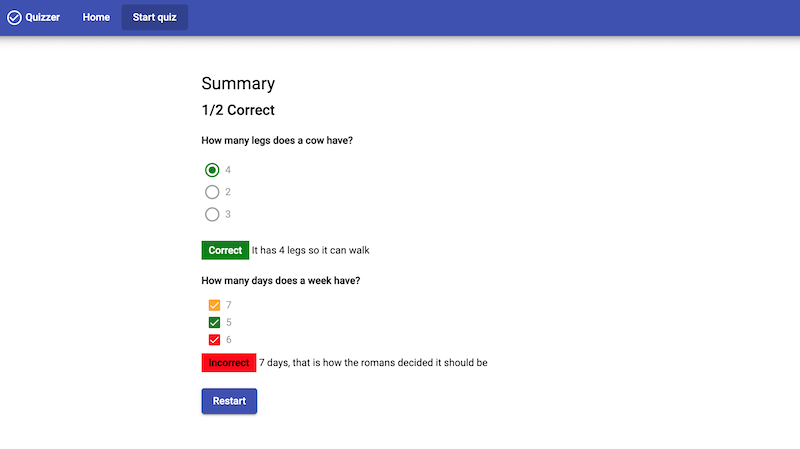 Quizzer Home Start quiz
Summary
1/2 Correct
How many legs does a cow have?
4
2
3
Correct It has 4 legs so it can walk
How many days does a week have?
7
5
6
Incorrect 7 days, that is how the romans decided it should be
Restart